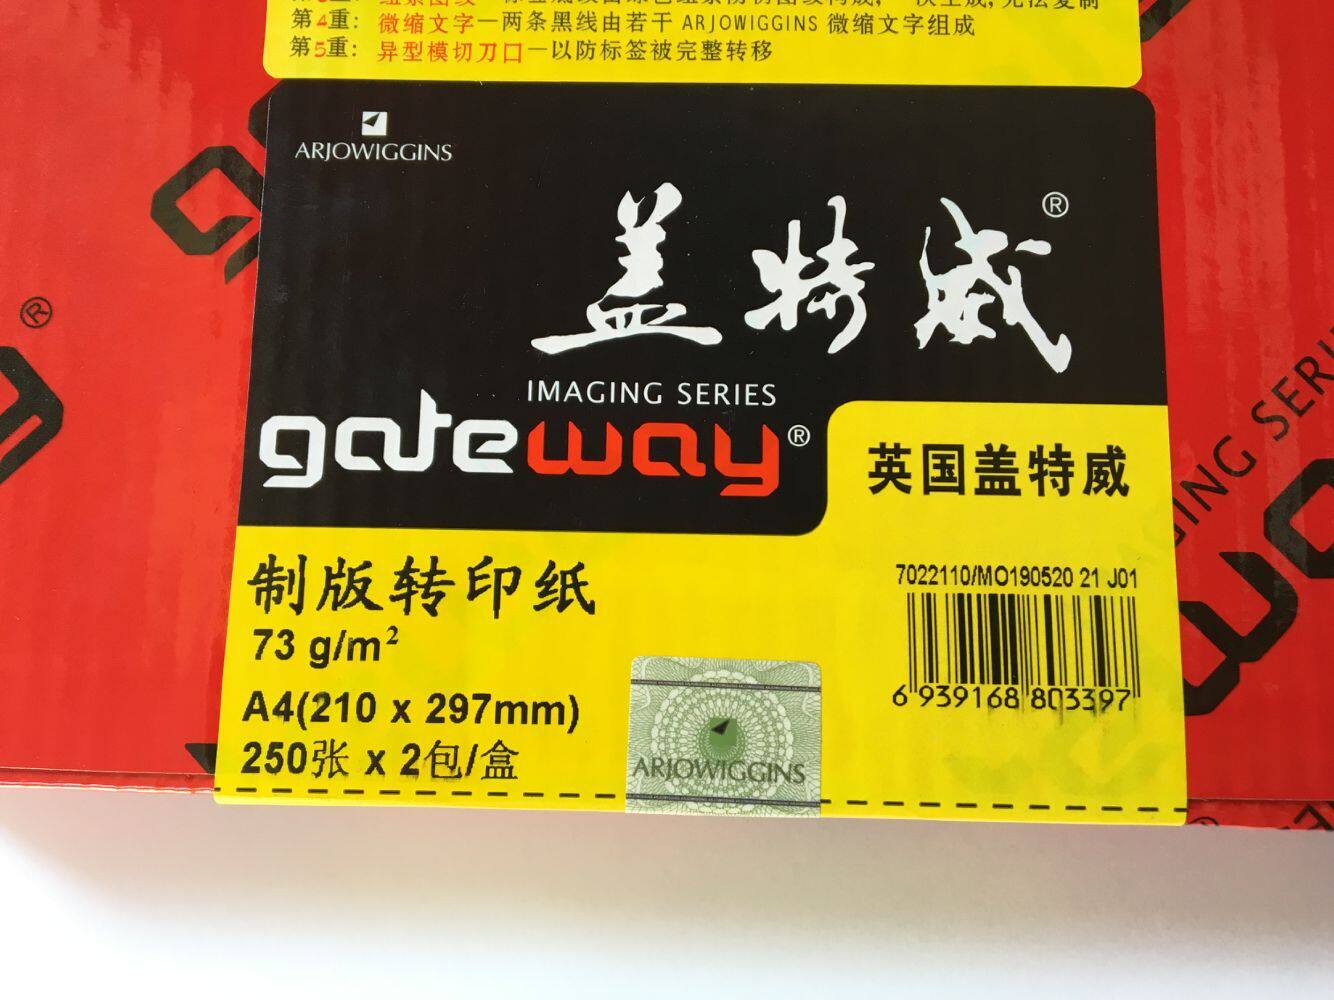 第4重：微缩文字—两条黑线由若干 ARJOWIGGINS 微缩文字组成
第5重：异型模切刀口—以防标签被完整转移
ARJOWIGGINS
盖特威®
IMAGING SERIES
gateway®
英国盖特威
制版转印纸
73 g/m²
A4(210 x 297mm)
250张 x 2包/盒
7022110/MO190520 21 J01
6 939168 803397
ARJOWIGGINS